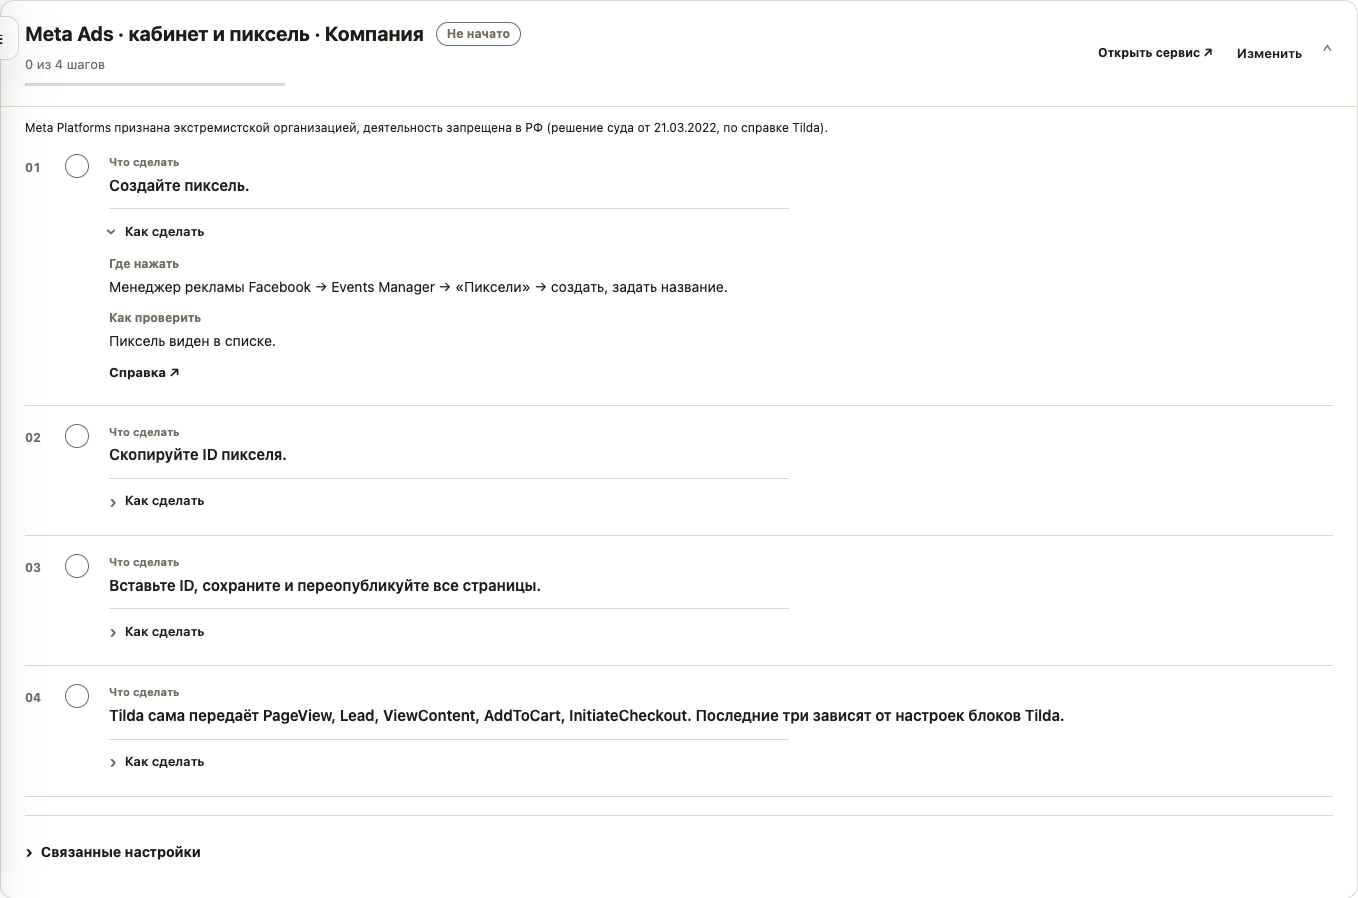 Meta Ads · кабинет и пиксель · Компания
Не начато
0 из 4 шагов
Открыть сервис ↗
Изменить
Meta Platforms признана экстремистской организацией, деятельность запрещена в РФ (решение суда от 21.03.2022, по справке Tilda).
01
Что сделать
Создайте пиксель.
Как сделать
Где нажать
Менеджер рекламы Facebook → Events Manager → «Пиксели» → создать, задать название.
Как проверить
Пиксель виден в списке.
Справка ↗
02
Что сделать
Скопируйте ID пикселя.
Как сделать
03
Что сделать
Вставьте ID, сохраните и переопубликуйте все страницы.
Как сделать
04
Что сделать
Tilda сама передаёт PageView, Lead, ViewContent, AddToCart, InitiateCheckout. Последние три зависят от настроек блоков Tilda.
Как сделать
Связанные настройки